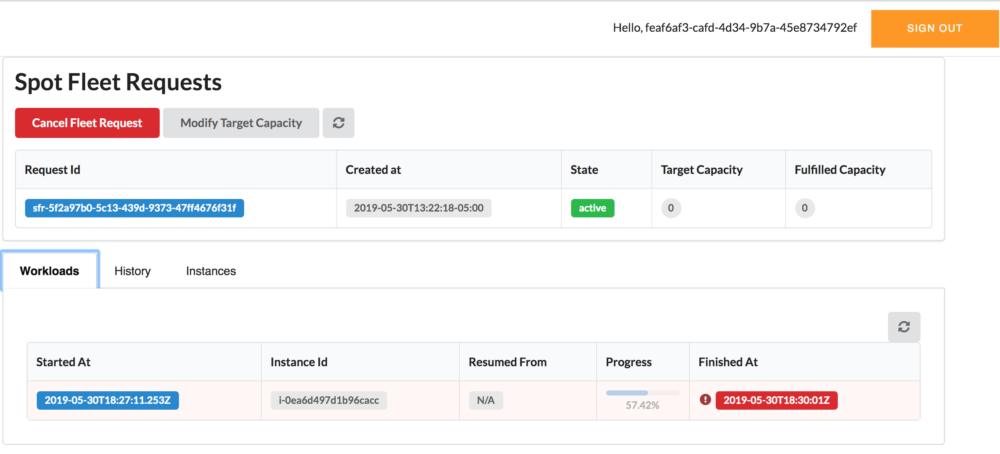 Hello, feaf6af3-cafd-4d34-9b7a-45e8734792ef
SIGN OUT
Spot Fleet Requests
Cancel Fleet Request
Modify Target Capacity
Request Id
Created at
State
Target Capacity
Fulfilled Capacity
sfr-5f2a97b0-5c13-439d-9373-47ff4676f31f
2019-05-30T13:22:18-05:00
active
0
0
Workloads
History
Instances
Started At
Instance Id
Resumed From
Progress
Finished At
2019-05-30T18:27:11.253Z
i-0ea6d497d1b96cacc
N/A
57.42%
2019-05-30T18:30:01Z